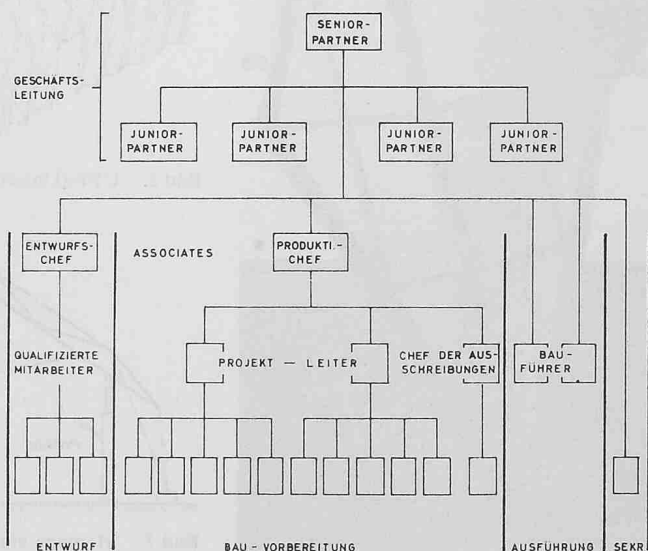 SENIOR-
PARTNER
GESCHÄFTS-
LEITUNG
JUNIOR-
PARTNER
JUNIOR-
PARTNER
JUNIOR-
PARTNER
JUNIOR-
PARTNER
ENTWURFS-
CHEF
ASSOCIATES
PRODUKTI.-
CHEF
QUALIFIZIERTE
MITARBEITER
PROJEKT – LEITER
CHEF DER AUS-
SCHREIBUNGEN
BAU-
FÜHRER
ENTWURF
BAU – VORBEREITUNG
AUSFÜHRUNG
SEKR.